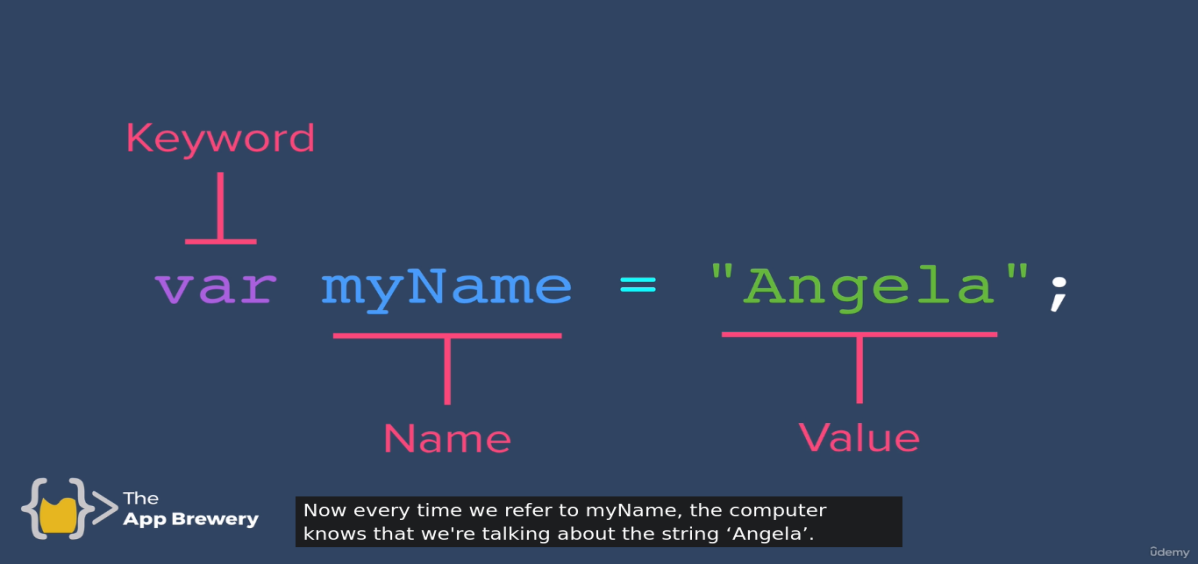 Keyword
var myName = "Angela";
Name Value
The
App Brewery
Now every time we refer to myName, the computer
knows that we're talking about the string ‘Angela’.
ûdemy